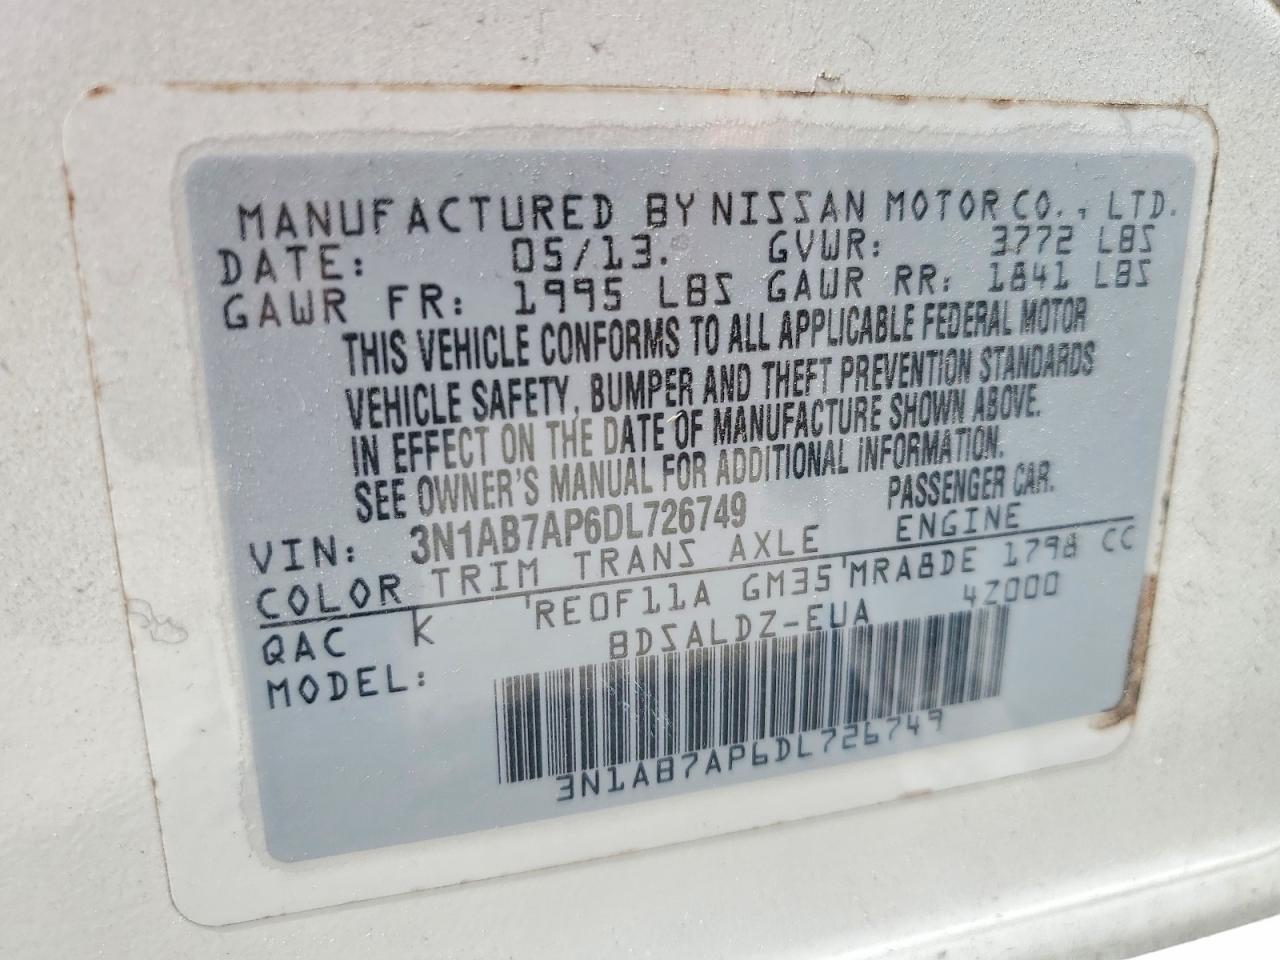 MANUFACTURED BY NISSAN MOTOR CO., LTD.
DATE: 05/13. GVWR: 3772 LBS
GAWR FR: 1995 LBS GAWR RR: 1841 LBS
THIS VEHICLE CONFORMS TO ALL APPLICABLE FEDERAL MOTOR
VEHICLE SAFETY, BUMPER AND THEFT PREVENTION STANDARDS
IN EFFECT ON THE DATE OF MANUFACTURE SHOWN ABOVE.
SEE OWNER'S MANUAL FOR ADDITIONAL INFORMATION.
VIN: 3N1AB7AP6DL726749 PASSENGER CAR.
COLOR TRIM TRANS AXLE ENGINE
QAC K 'REOF11A GM35'MRA8DE 1798 CC
MODEL: BDSALDZ-EUA 4Z000
3N1AB7AP6DL726749